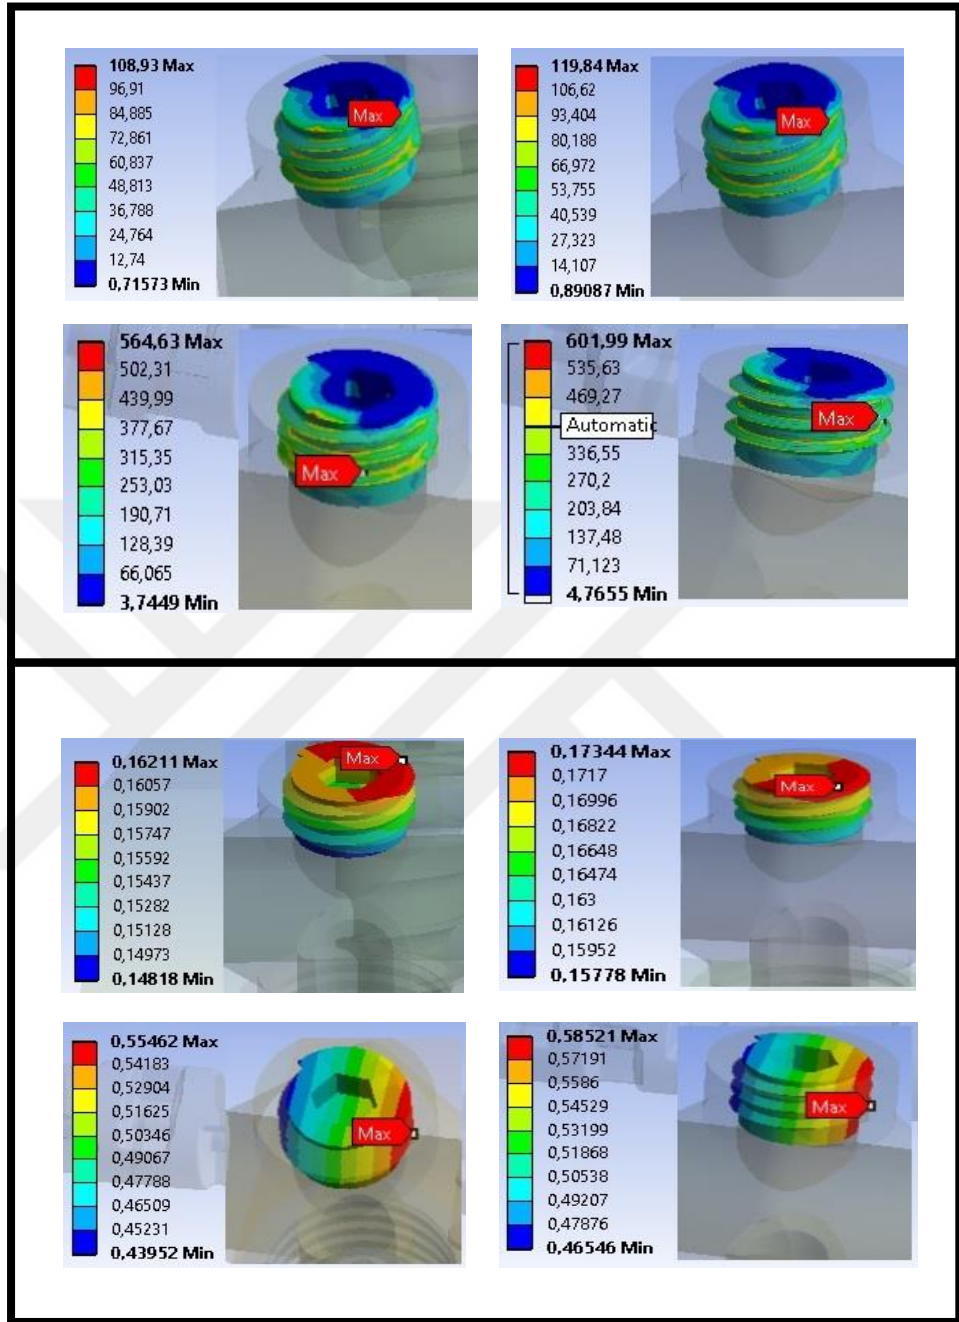 108,93 Max
96,91
84,885
72,861
60,837
48,813
36,788
24,764
12,74
0,71573 Min
Max
119,84 Max
106,62
93,404
80,188
66,972
53,755
40,539
27,323
14,107
0,89087 Min
Max
564,63 Max
502,31
439,99
377,67
315,35
253,03
190,71
128,39
66,065
3,7449 Min
Max
601,99 Max
535,63
469,27
Automatic
336,55
270,2
203,84
137,48
71,123
4,7655 Min
Max
0,16211 Max
0,16057
0,15902
0,15747
0,15592
0,15437
0,15282
0,15128
0,14973
0,14818 Min
Max
0,17344 Max
0,1717
0,16996
0,16822
0,16648
0,16474
0,163
0,16126
0,15952
0,15778 Min
Max
0,55462 Max
0,54183
0,52904
0,51625
0,50346
0,49067
0,47788
0,46509
0,45231
0,43952 Min
Max
0,58521 Max
0,57191
0,5586
0,54529
0,53199
0,51868
0,50538
0,49207
0,47876
0,46546 Min
Max